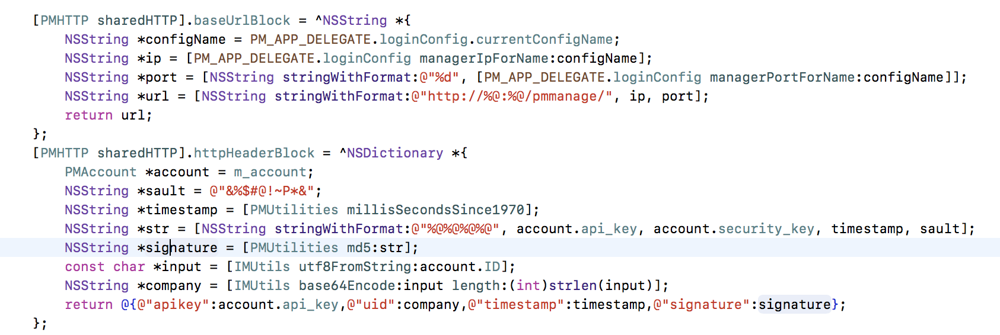 [PMHTTP sharedHTTP].baseUrlBlock = ^NSString *{
NSString *configName = PM_APP_DELEGATE.loginConfig.currentConfigName;
NSString *ip = [PM_APP_DELEGATE.loginConfig managerIpForName:configName];
NSString *port = [NSString stringWithFormat:@"%d", [PM_APP_DELEGATE.loginConfig managerPortForName:configName]];
NSString *url = [NSString stringWithFormat:@"http://%@:%@/pmmanage/", ip, port];
return url;
};
[PMHTTP sharedHTTP].httpHeaderBlock = ^NSDictionary *{
PMAccount *account = m_account;
NSString *sault = @"&%$#@!~P*&";
NSString *timestamp = [PMUtilities millisSecondsSince1970];
NSString *str = [NSString stringWithFormat:@"%@%@%@%@", account.api_key, account.security_key, timestamp, sault];
NSString *signature = [PMUtilities md5:str];
const char *input = [IMUtils utf8FromString:account.ID];
NSString *company = [IMUtils base64Encode:input length:(int)strlen(input)];
return @{@"apikey":account.api_key,@"uid":company,@"timestamp":timestamp,@"signature":signature};
};